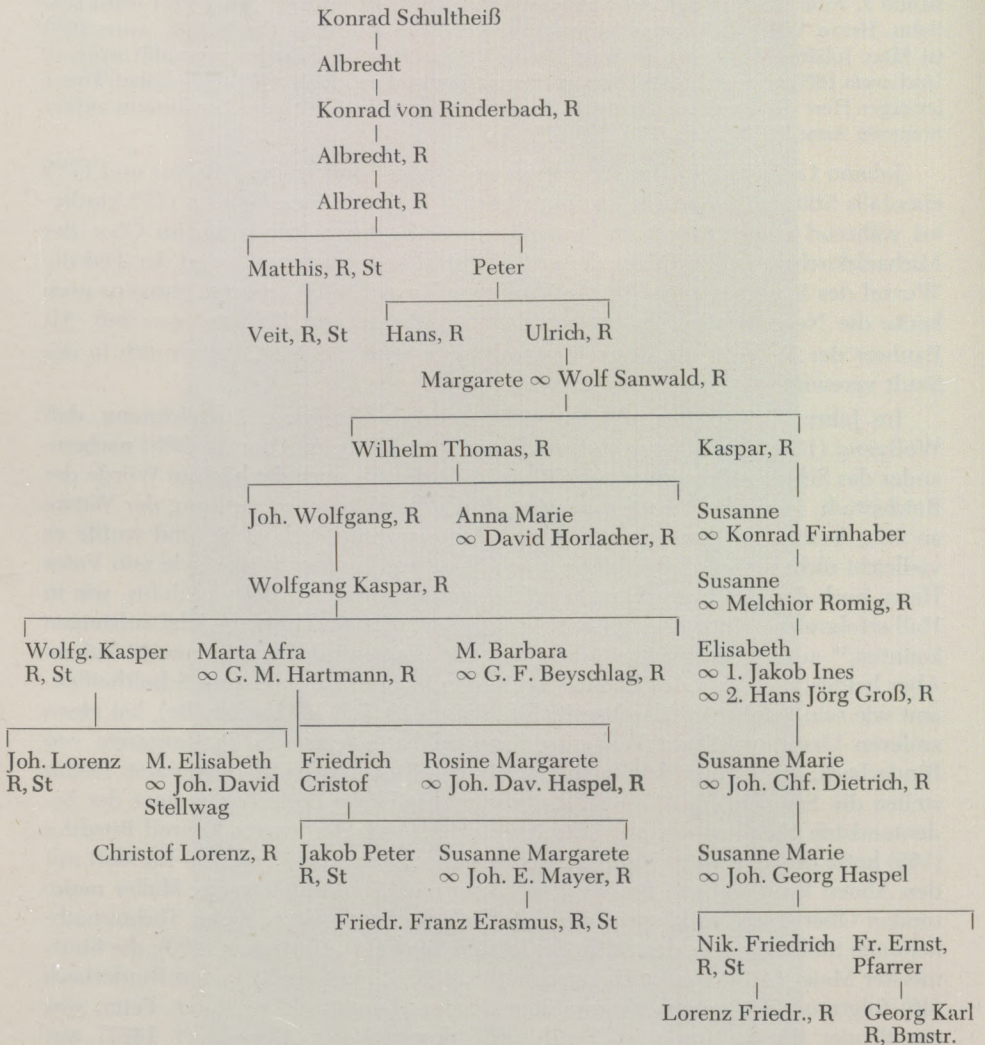 Konrad Schultheiß
Albrecht
Konrad von Rinderbach, R
Albrecht, R
Albrecht, R
Matthis, R, St
Peter
Veit, R, St
Hans, R
Ulrich, R
Margarete ∞ Wolf Sanwald, R
Wilhelm Thomas, R
Kaspar, R
Joh. Wolfgang, R
Anna Marie
∞ David Horlacher, R
Susanne
∞ Konrad Firnhaber
Wolfgang Kaspar, R
Susanne
∞ Melchior Romig, R
Wolfg. Kasper
R, St
Marta Afra
∞ G. M. Hartmann, R
M. Barbara
∞ G. F. Beyschlag, R
Elisabeth
∞ 1. Jakob Ines
∞ 2. Hans Jörg Groß, R
Joh. Lorenz
R, St
M. Elisabeth
∞ Joh. David
Stellwag
Friedrich
Cristof
Rosine Margarete
∞ Joh. Dav. Haspel, R
Susanne Marie
∞ Joh. Chf. Dietrich, R
Christof Lorenz, R
Jakob Peter
R, St
Susanne Margarete
∞ Joh. E. Mayer, R
Susanne Marie
∞ Joh. Georg Haspel
Friedr. Franz Erasmus, R, St
Nik. Friedrich
R, St
Fr. Ernst,
Pfarrer
Lorenz Friedr., R
Georg Karl
R, Bmstr.